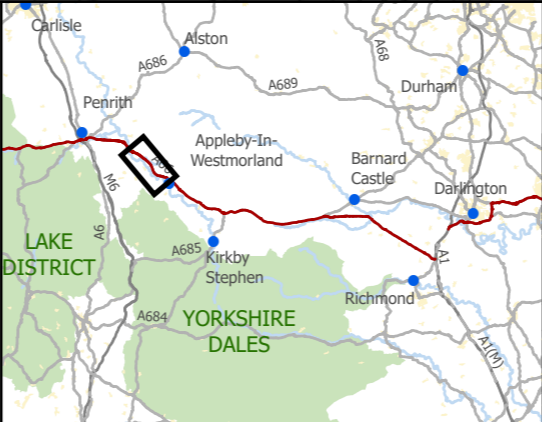 Carlisle
Alston
A68
A686
A689
Durham
Penrith
Appleby-In-
Westmorland
A66
Barnard
Castle
Darlington
M6
A6
LAKE
DISTRICT
A685
Kirkby
Stephen
A1
Richmond
A684
YORKSHIRE
DALES
A1(M)